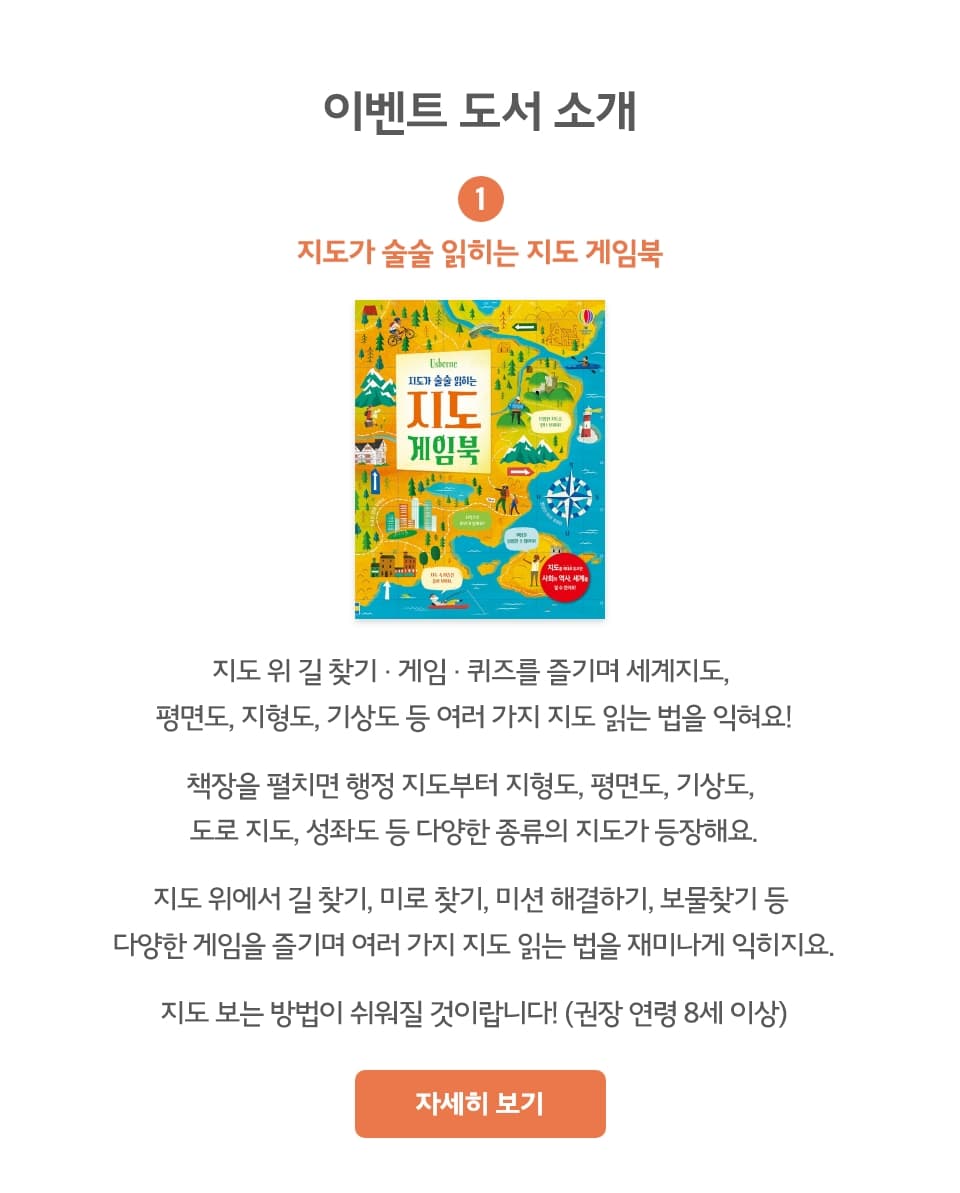 이벤트 도서 소개
1
지도가 술술 읽히는 지도 게임북
Usborne
지도가 술술 읽히는
지도
게임북
지도 위 길 찾기 · 게임 · 퀴즈를 즐기며 세계지도,
평면도, 지형도, 기상도 등 여러 가지 지도 읽는 법을 익혀요!
책장을 펼치면 행정 지도부터 지형도, 평면도, 기상도,
도로 지도, 성좌도 등 다양한 종류의 지도가 등장해요.
지도 위에서 길 찾기, 미로 찾기, 미션 해결하기, 보물찾기 등
다양한 게임을 즐기며 여러 가지 지도 읽는 법을 재미나게 익히지요.
지도 보는 방법이 쉬워질 것이랍니다! (권장 연령 8세 이상)
자세히 보기